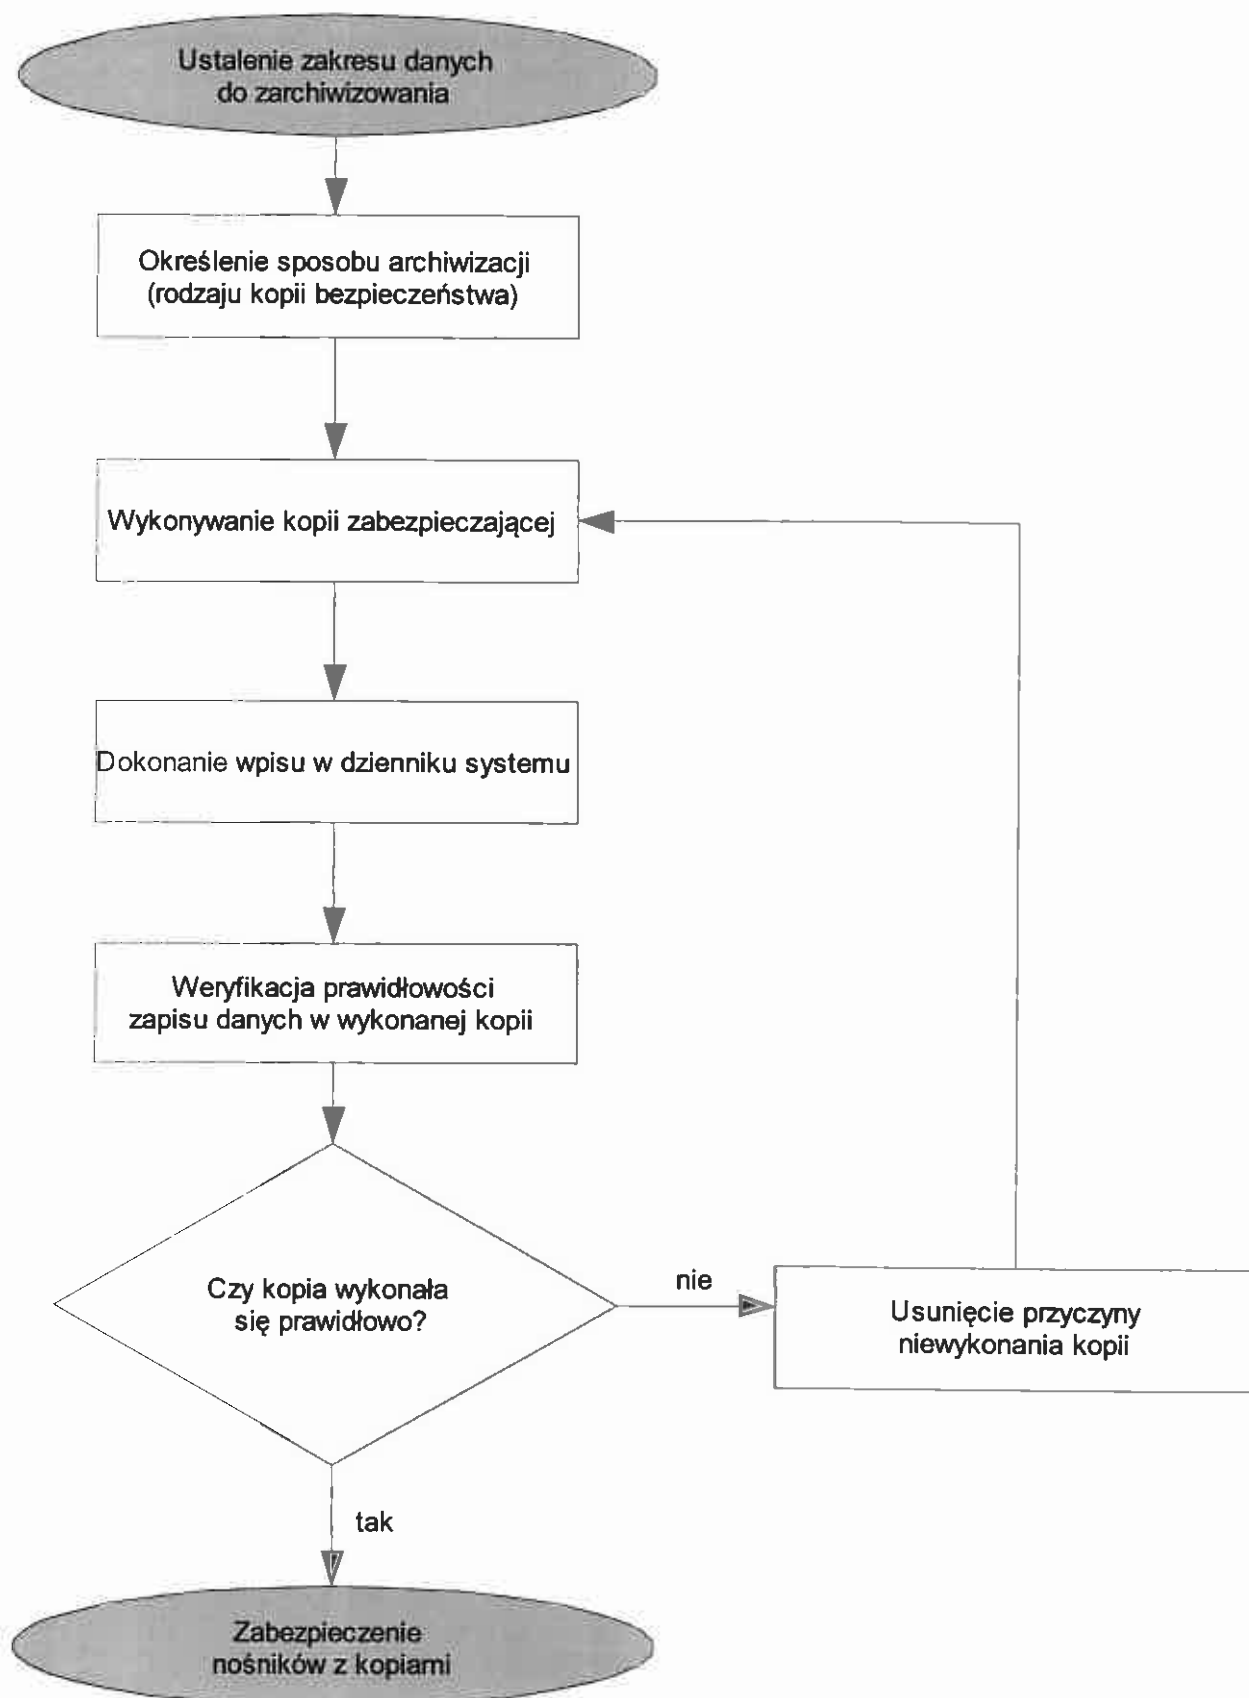 Ustalenie zakresu danych
do zarchiwizowania
Określenie sposobu archiwizacji
(rodzaju kopii bezpieczeństwa)
Wykonywanie kopii zabezpieczającej
Dokonanie wpisu w dzienniku systemu
Weryfikacja prawidłowości
zapisu danych w wykonanej kopii
Czy kopia wykonała
się prawidłowo?
nie
Usunięcie przyczyny
niewykonania kopii
tak
Zabezpieczenie
nośników z kopiami